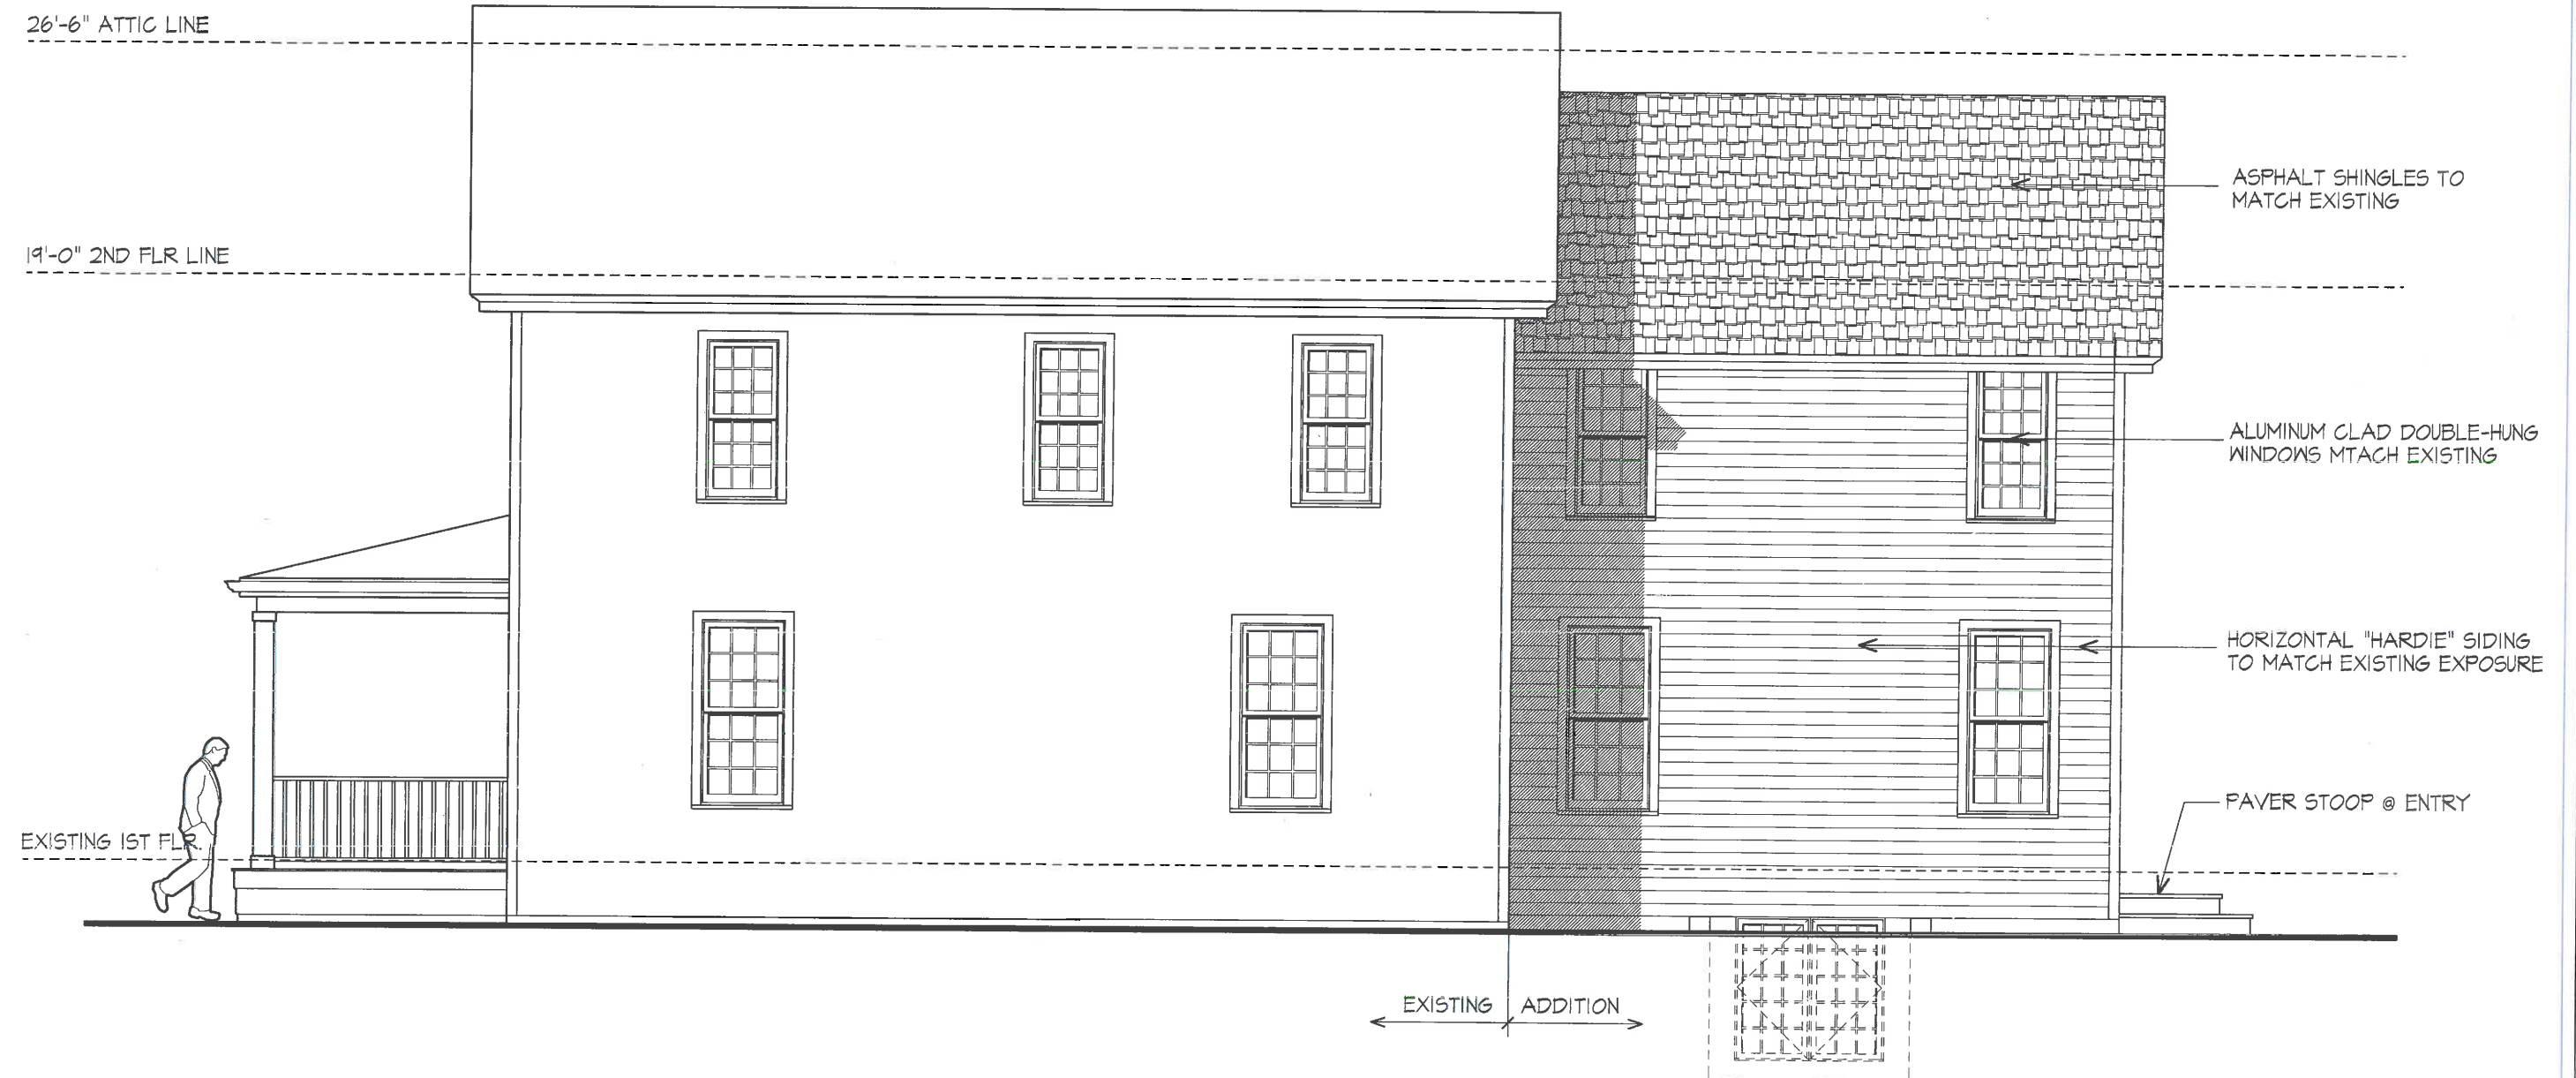 26'-6" ATTIC LINE
ASPHALT SHINGLES TO
MATCH EXISTING
19'-0" 2ND FLR LINE
ALUMINUM CLAD DOUBLE-HUNG
WINDOWS MTACH EXISTING
HORIZONTAL "HARDIE" SIDING
TO MATCH EXISTING EXPOSURE
PAVER STOOP @ ENTRY
EXISTING 1ST FLR.
EXISTING
ADDITION